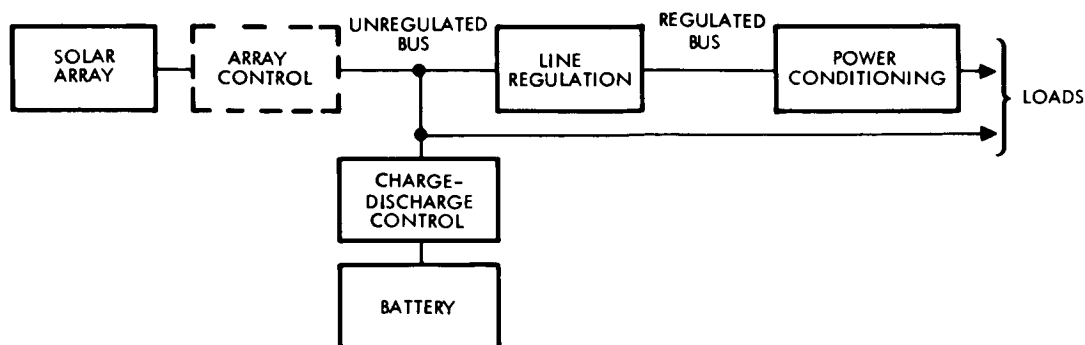 SOLAR
ARRAY
ARRAY
CONTROL
UNREGULATED
BUS
LINE
REGULATION
REGULATED
BUS
POWER
CONDITIONING
LOADS
CHARGE-
DISCHARGE
CONTROL
BATTERY